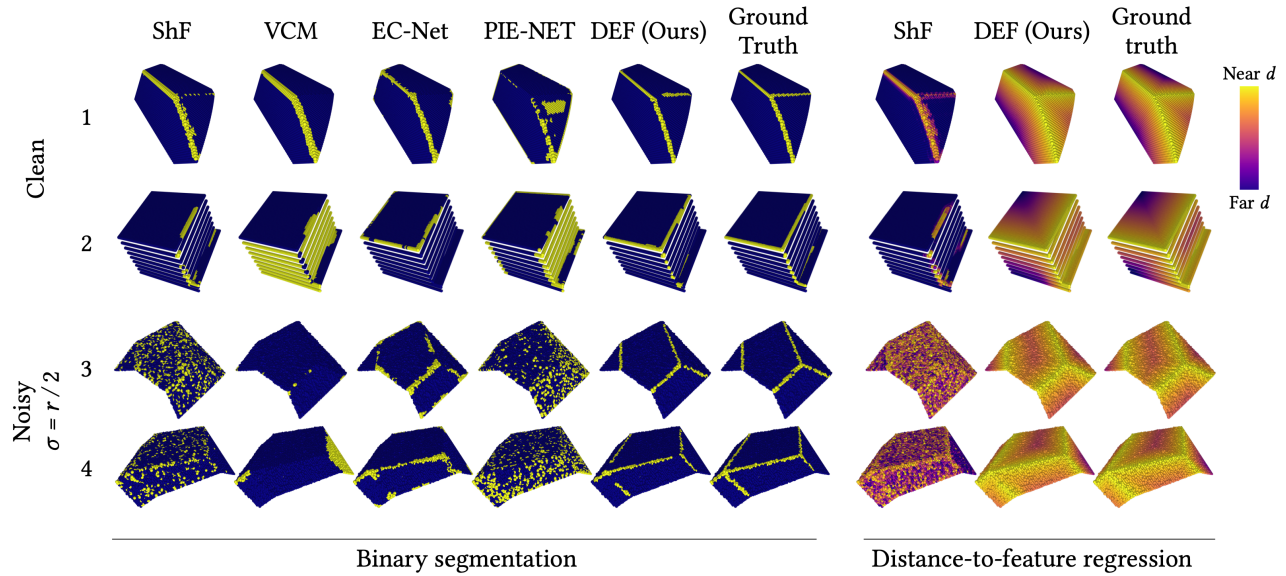 ShF VCM EC-Net PIE-NET DEF (Ours) Ground Truth ShF DEF (Ours) Ground truth
Near d
Far d
Clean
1
2
Noisy
σ = r / 2
3
4
Binary segmentation
Distance-to-feature regression